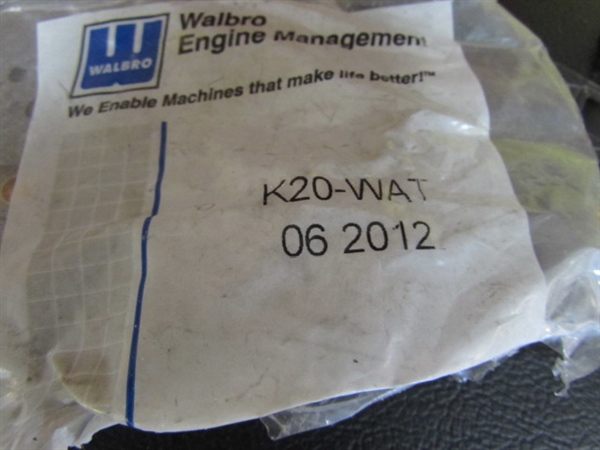 WALBRO
Walbro
Engine Management
We Enable Machines that make life better!™
K20-WAT
06 2012